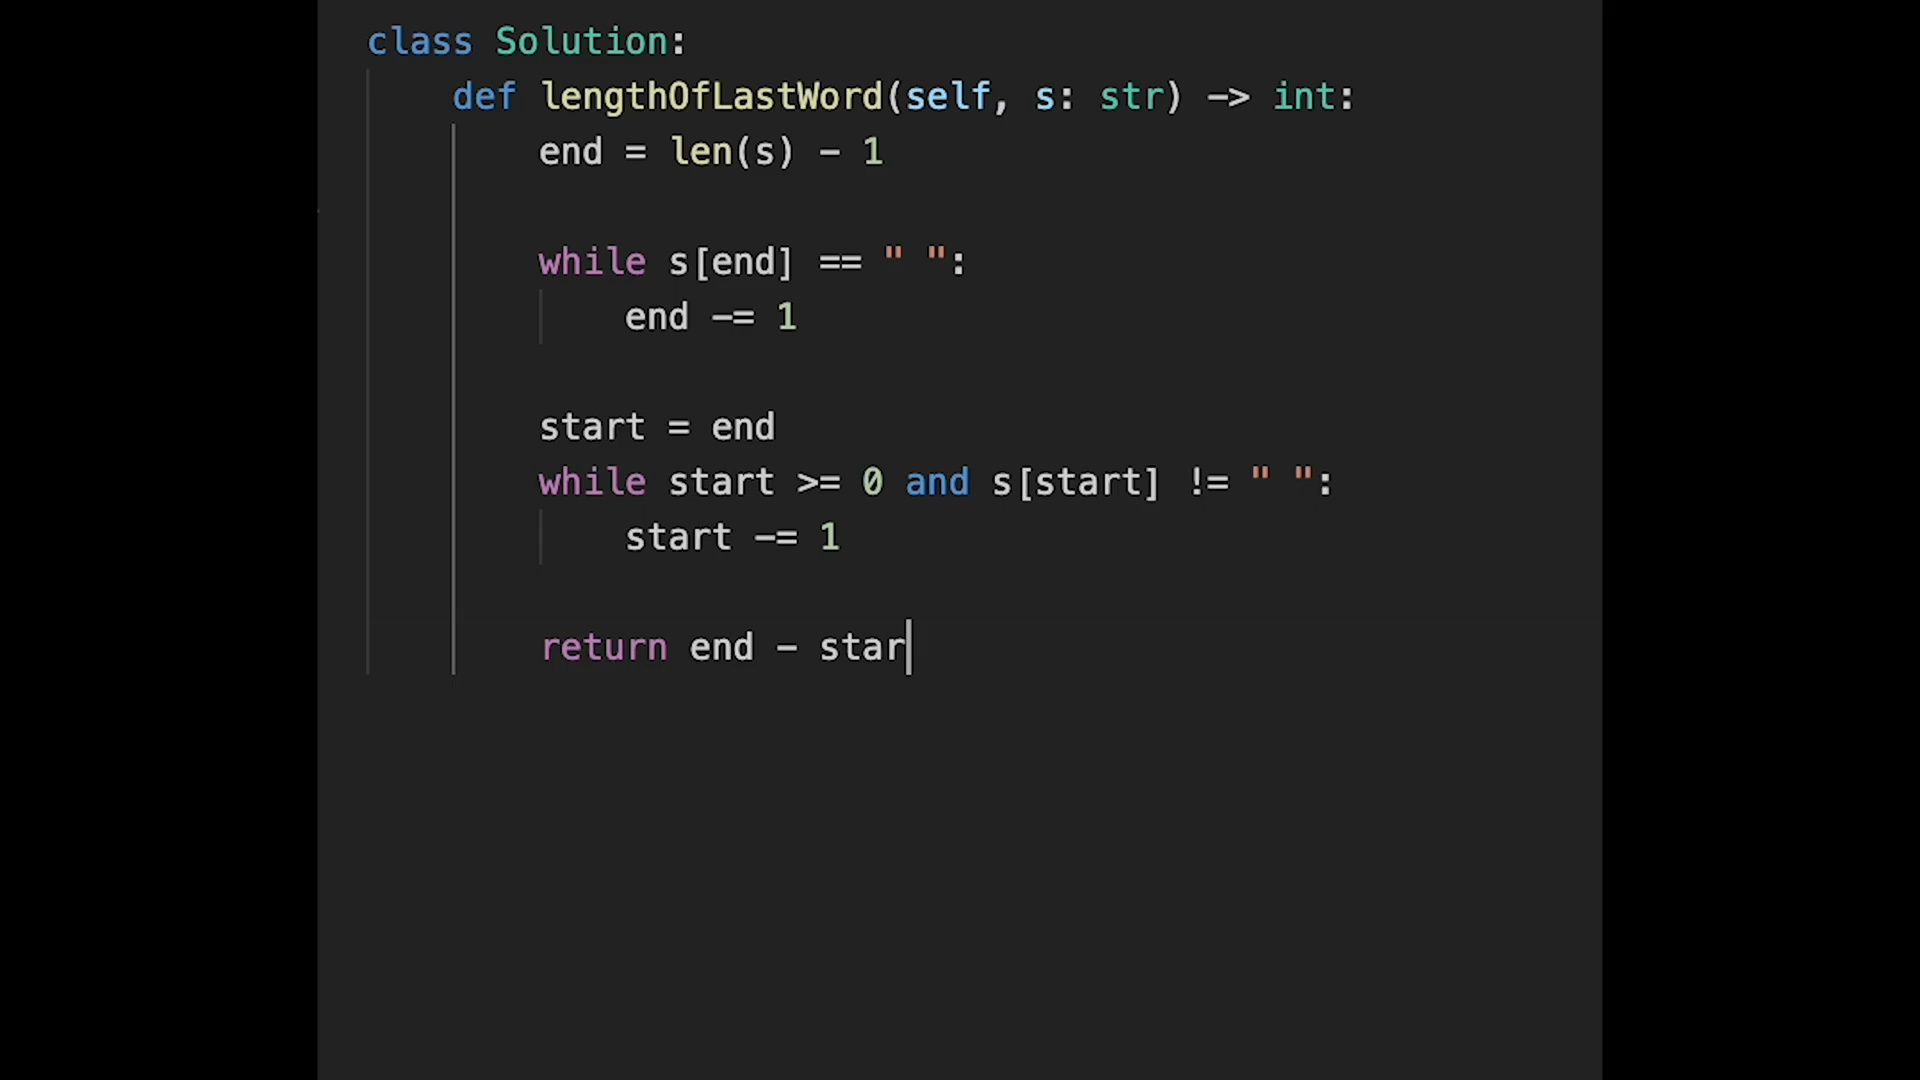 class Solution:
    def lengthOfLastWord(self, s: str) -> int:
        end = len(s) - 1

        while s[end] == " ":
            end -= 1

        start = end
        while start >= 0 and s[start] != " ":
            start -= 1

        return end - star